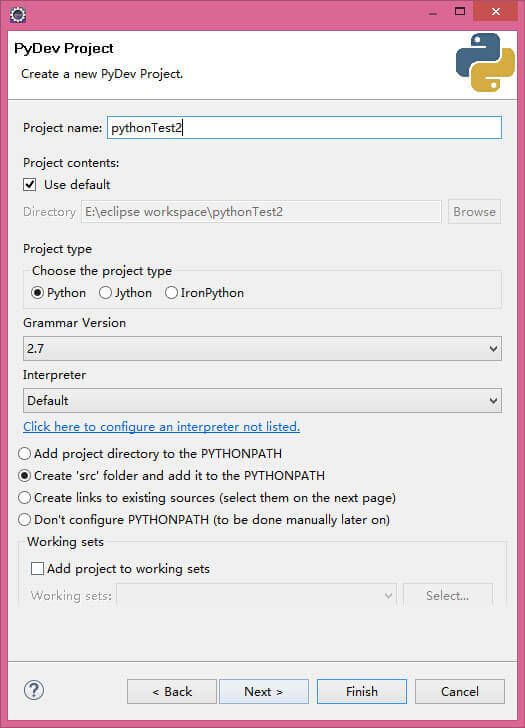 PyDev Project
Create a new PyDev Project.
Project name: pythonTest2
Project contents:
Use default
Directory E:\eclipse workspace\pythonTest2 Browse
Project type
Choose the project type
Python Jython IronPython
Grammar Version
2.7
Interpreter
Default
Click here to configure an interpreter not listed.
Add project directory to the PYTHONPATH
Create 'src' folder and add it to the PYTHONPATH
Create links to existing sources (select them on the next page)
Don't configure PYTHONPATH (to be done manually later on)
Working sets
Add project to working sets
Working sets: Select...
? < Back Next > Finish Cancel